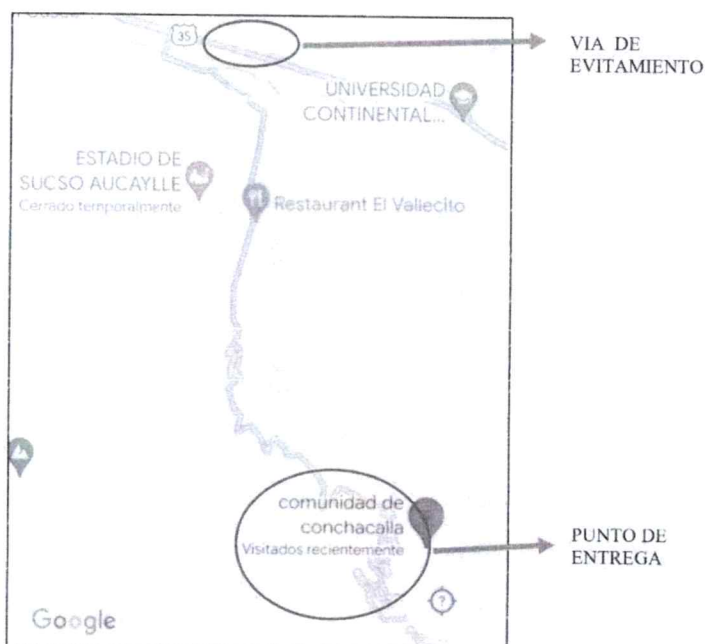 35
VIA DE
EVITAMIENTO
UNIVERSIDAD
CONTINENTAL...
ESTADIO DE
SUCSO AUCAYLLE
Cerrado temporalmente
Restaurant El Vallecito
comunidad de
conchacalla
Visitados recientemente
PUNTO DE
ENTREGA
?
Google